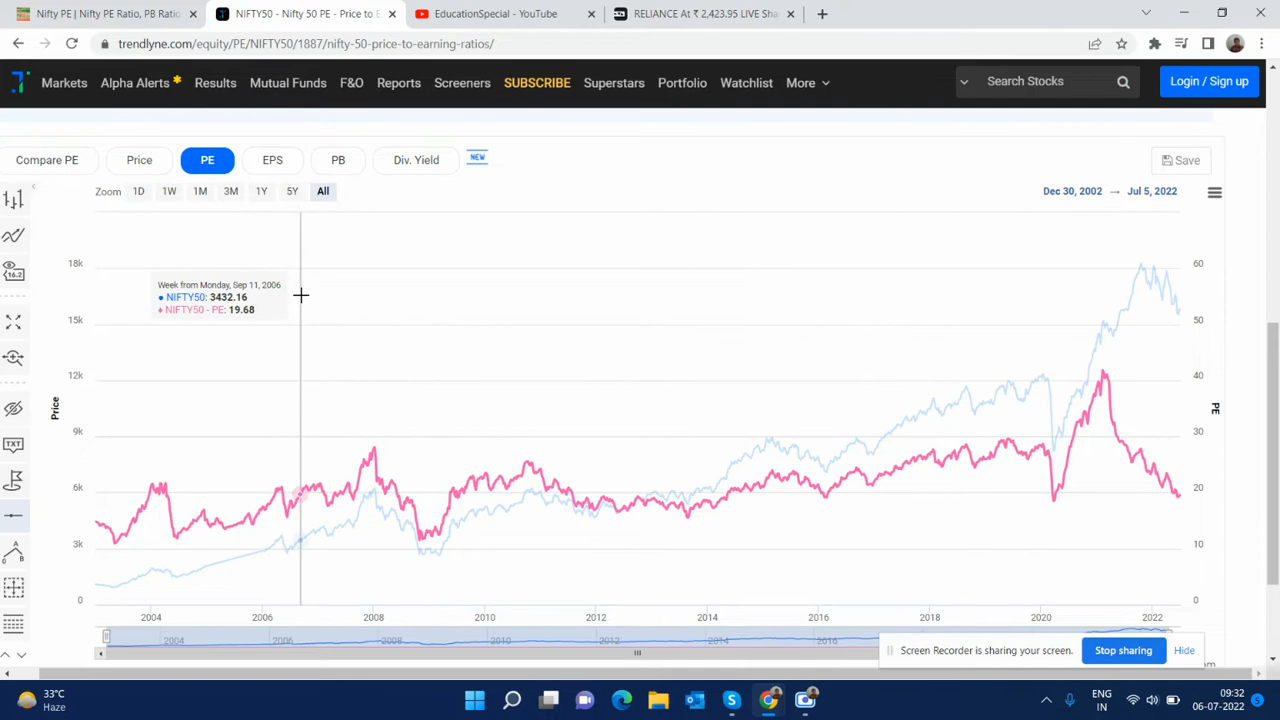 Nifty PE Ratio, PB Ratio
NIFTY50 - Nifty 50 PE - Price to E
EducationSpecial - YouTube
RELIANCE At ₹ 2,423.95 LIVE Sha
trendlyne.com/equity/PE/NIFTY50/1887/nifty-50-price-to-earning-ratios/
Markets Alpha Alerts Results Mutual Funds F&O Reports Screeners SUBSCRIBE Superstars Portfolio Watchlist More Search Stocks Login / Sign up
Compare PE Price PE EPS PB Div. Yield NEW Save
Zoom 1D 1W 1M 3M 1Y 5Y All Dec 30, 2002 → Jul 5, 2022
18k 60
16.2
Week from Monday, Sep 11, 2006
NIFTY50: 3432.16
NIFTY50 - PE: 19.68
15k 50
12k 40
Price PE
9k 30
TXT
6k 20
3k 10
A B
0 0
2004 2006 2008 2010 2012 2014 2016 2018 2020 2022
2004 2006 2008 2010 2012 2014 2016
Screen Recorder is sharing your screen. Stop sharing Hide
om
33°C
Haze
ENG
IN
09:32
06-07-2022
5